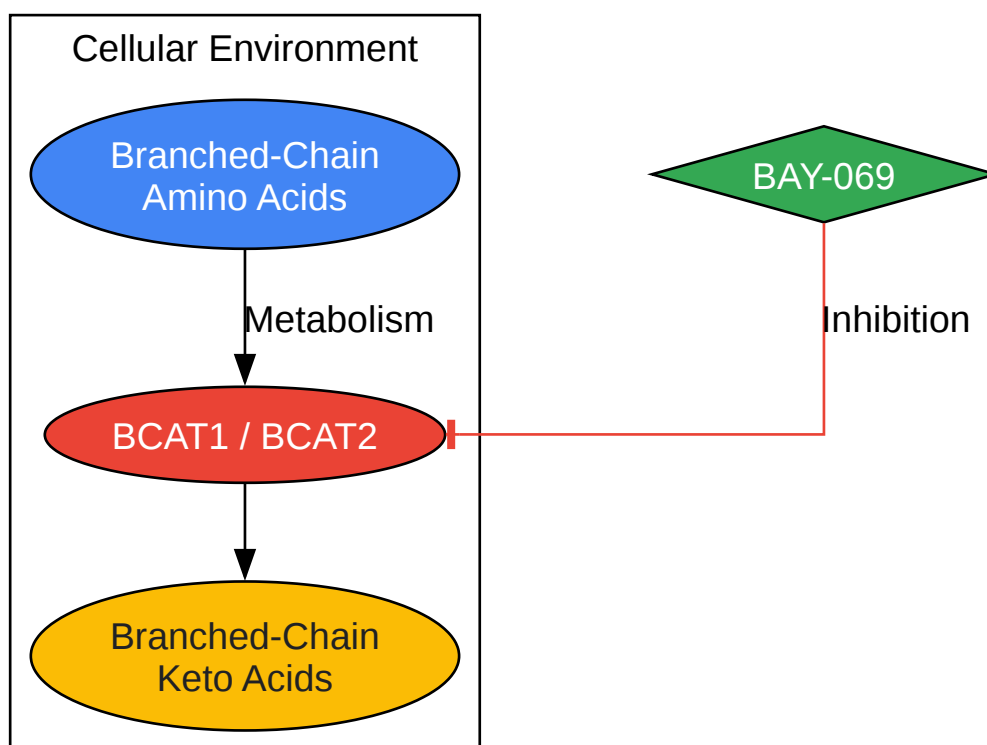 Cellular Environment
Branched-Chain
Amino Acids
BAY-069
Metabolism
Inhibition
BCAT1 / BCAT2
Branched-Chain
Keto Acids